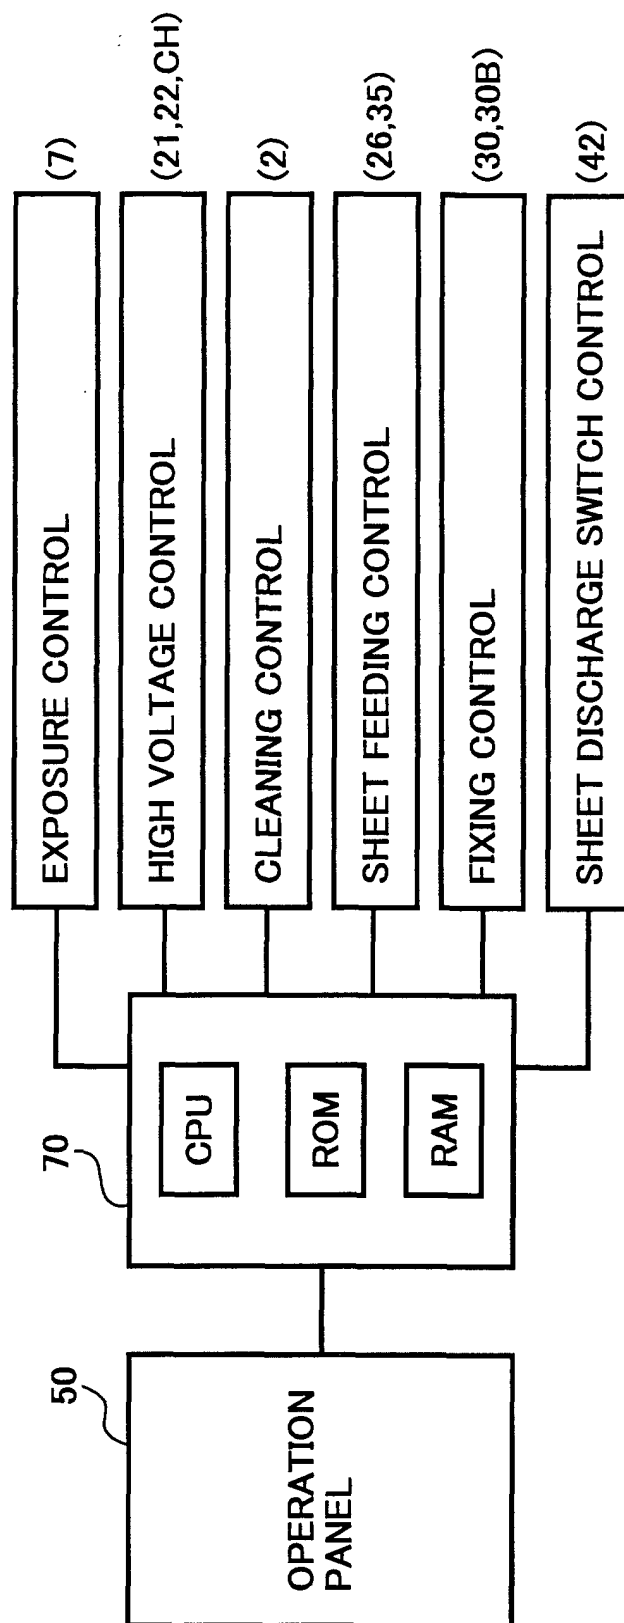 50
OPERATION
PANEL
70
CPU
ROM
RAM
EXPOSURE CONTROL (7)
HIGH VOLTAGE CONTROL (21,22,CH)
CLEANING CONTROL (2)
SHEET FEEDING CONTROL (26,35)
FIXING CONTROL (30,30B)
SHEET DISCHARGE SWITCH CONTROL (42)